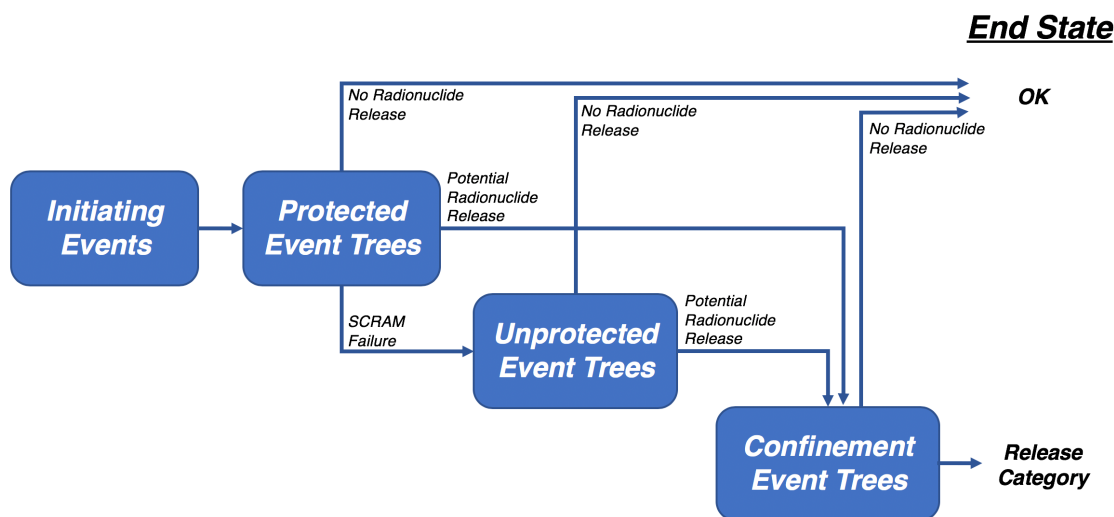 End State
No Radionuclide
Release
No Radionuclide
Release
OK
No Radionuclide
Release
Initiating
Events
Protected
Event Trees
Potential
Radionuclide
Release
SCRAM
Failure
Unprotected
Event Trees
Potential
Radionuclide
Release
Confinement
Event Trees
Release
Category